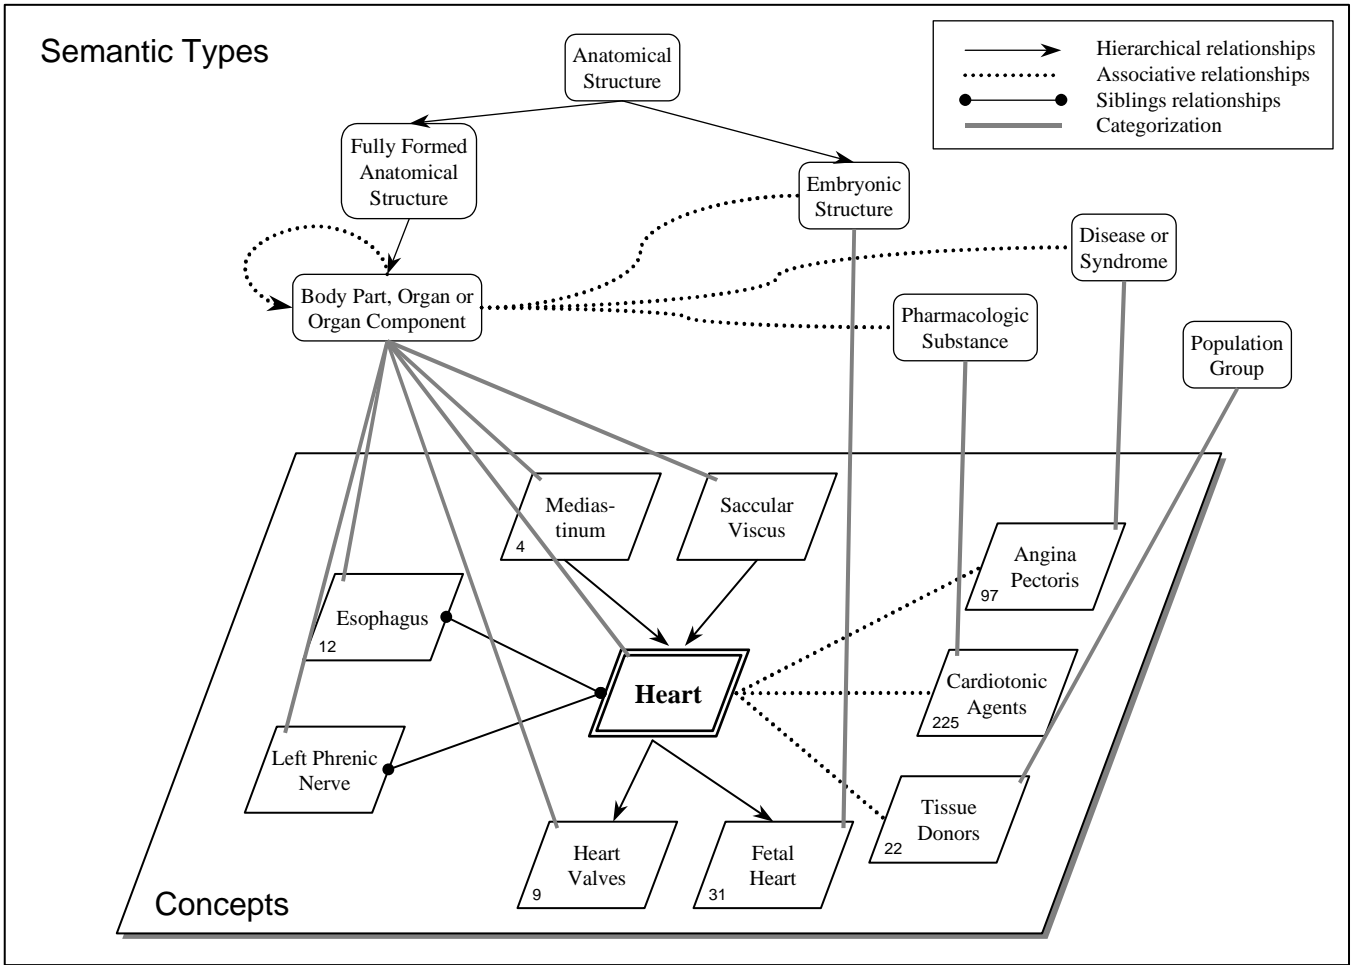 Semantic Types
Anatomical
Structure
Hierarchical relationships
Associative relationships
Siblings relationships
Categorization
Fully Formed
Anatomical
Structure
Embryonic
Structure
Disease or
Syndrome
Body Part, Organ or
Organ Component
Pharmacologic
Substance
Population
Group
Medias-
tinum
4
Saccular
Viscus
Angina
Pectoris
97
Esophagus
12
Heart
Cardiotonic
Agents
225
Left Phrenic
Nerve
Tissue
Donors
22
Heart
Valves
9
Fetal
Heart
31
Concepts